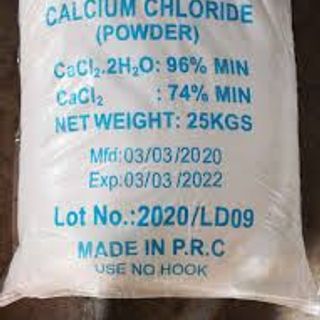 CALCIUM CHLORIDE
(POWDER)
CaCl₂.2H₂O: 96% MIN
CaCl₂ : 74% MIN
NET WEIGHT: 25KGS
Mfd: 03/03/2020
Exp: 03/03/2022
Lot No.: 2020/LD09
MADE IN P.R.C
USE NO HOOK